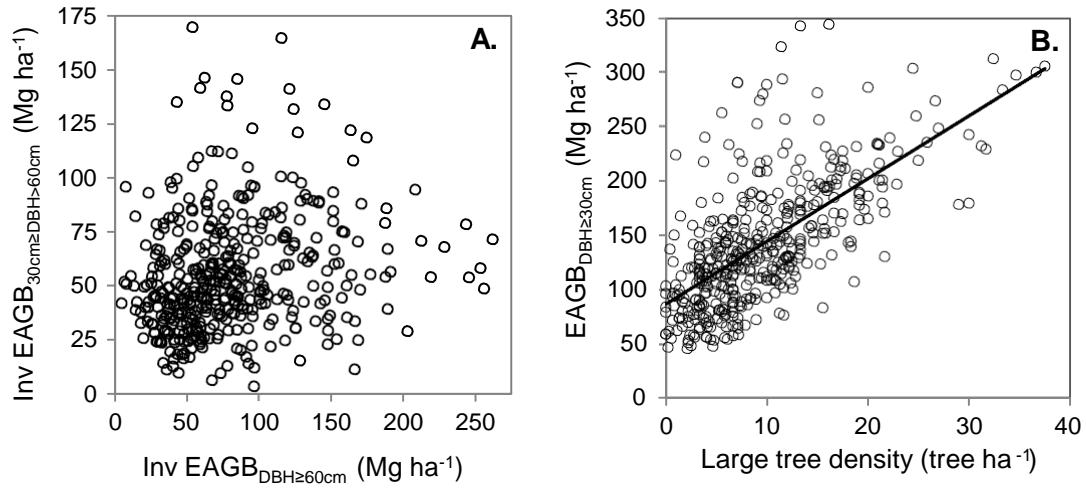 A.
Inv EAGB30cm≥DBH>60cm (Mg ha-1)
175
150
125
100
75
50
25
0
0 50 100 150 200 250
Inv EAGBDBH≥60cm (Mg ha-1)
B.
EAGBDBH≥30cm (Mg ha-1)
350
300
250
200
150
100
50
0
0 10 20 30 40
Large tree density (tree ha-1)